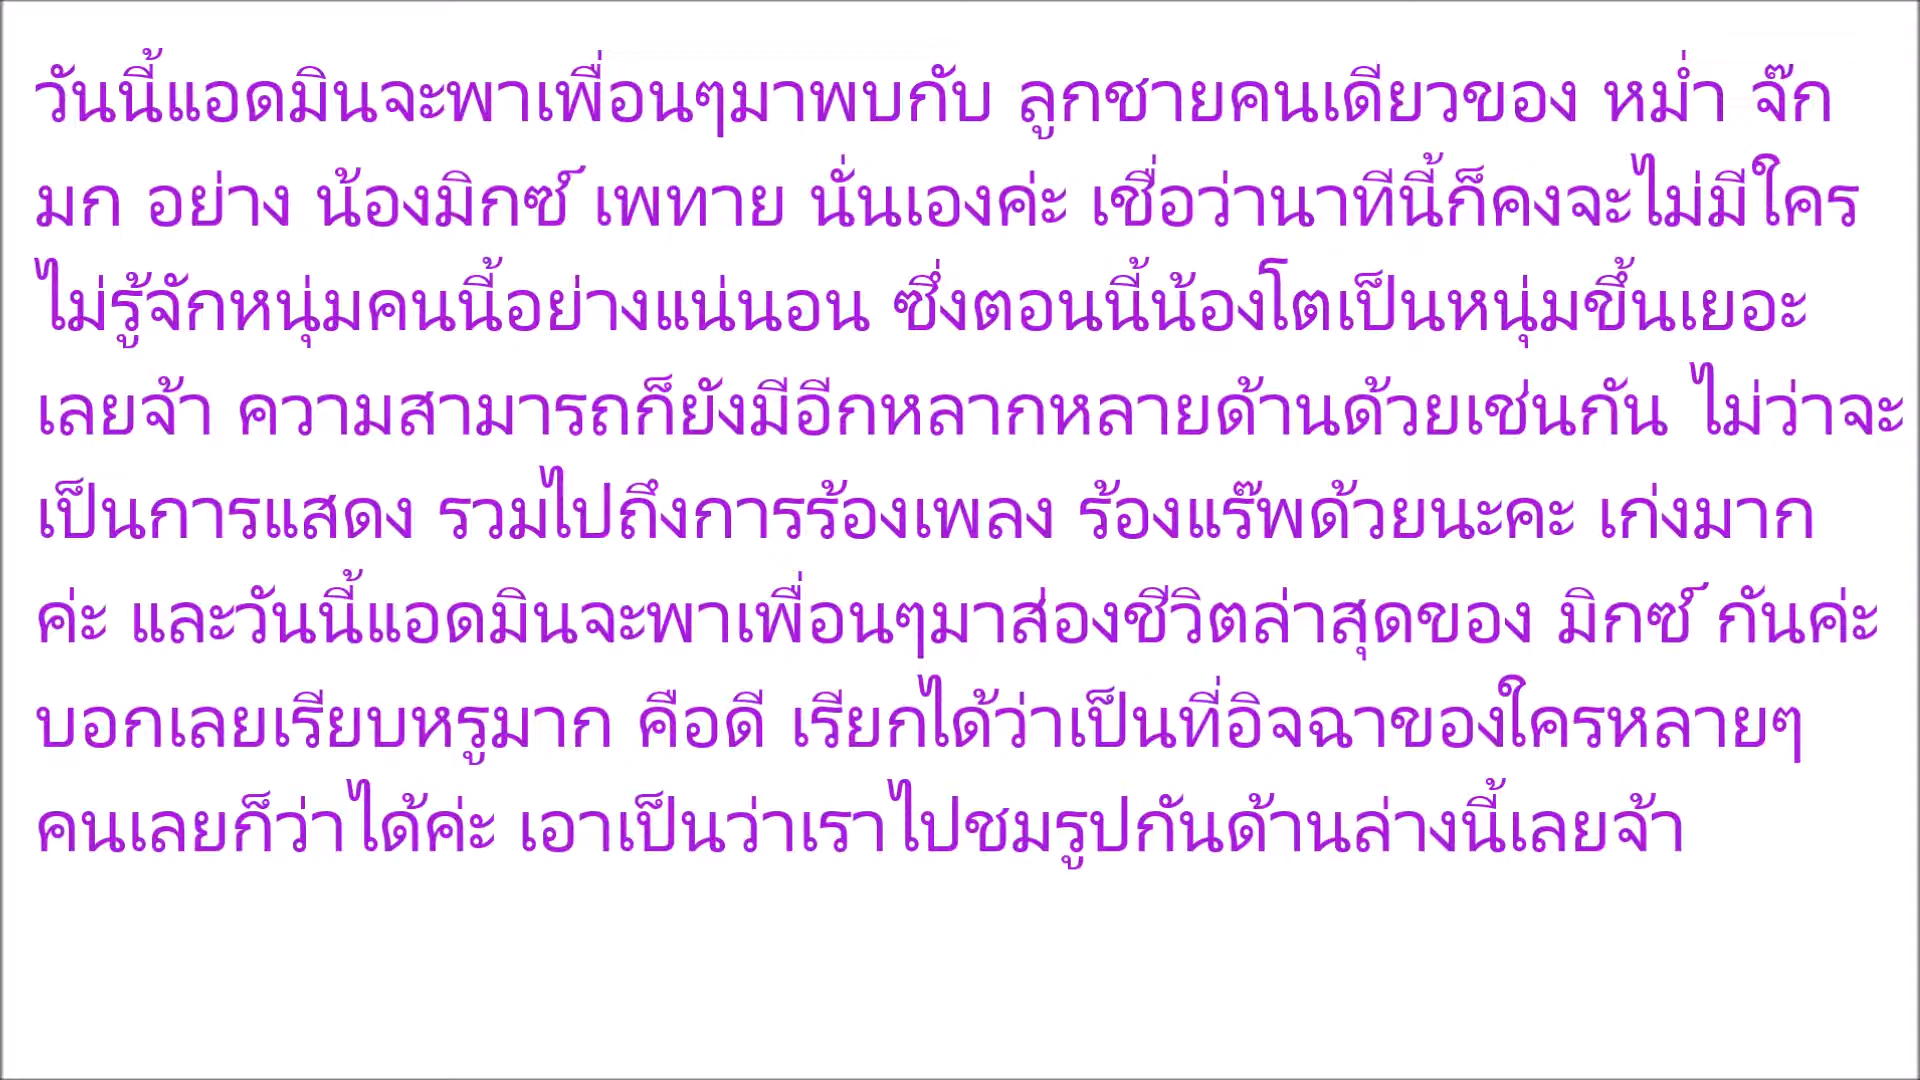 วันนี้แอดมินจะพาเพื่อนๆมาพบกับ ลูกชายคนเดียวของ หม่ำ จ๊ก
มก อย่าง น้องมิกซ์ เพทาย นั่นเองค่ะ เชื่อว่านาทีนี้ก็คงจะไม่มีใคร
ไม่รู้จักหนุ่มคนนี้อย่างแน่นอน ซึ่งตอนนี้น้องโตเป็นหนุ่มขึ้นเยอะ
เลยจ้า ความสามารถก็ยังมีอีกหลากหลายด้านด้วยเช่นกัน ไม่ว่าจะ
เป็นการแสดง รวมไปถึงการร้องเพลง ร้องแร๊พด้วยนะคะ เก่งมาก
ค่ะ และวันนี้แอดมินจะพาเพื่อนๆมาส่องชีวิตล่าสุดของ มิกซ์ กันค่ะ
บอกเลยเรียบหรูมาก คือดี เรียกได้ว่าเป็นที่อิจฉาของใครหลายๆ
คนเลยก็ว่าได้ค่ะ เอาเป็นว่าเราไปชมรูปกันด้านล่างนี้เลยจ้า